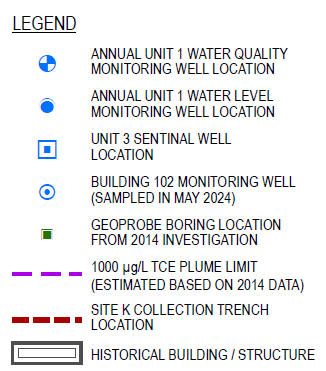 LEGEND
ANNUAL UNIT 1 WATER QUALITY
MONITORING WELL LOCATION
ANNUAL UNIT 1 WATER LEVEL
MONITORING WELL LOCATION
UNIT 3 SENTINAL WELL
LOCATION
BUILDING 102 MONITORING WELL
(SAMPLED IN MAY 2024)
GEOPROBE BORING LOCATION
FROM 2014 INVESTIGATION
1000 µg/L TCE PLUME LIMIT
(ESTIMATED BASED ON 2014 DATA)
SITE K COLLECTION TRENCH
LOCATION
HISTORICAL BUILDING / STRUCTURE